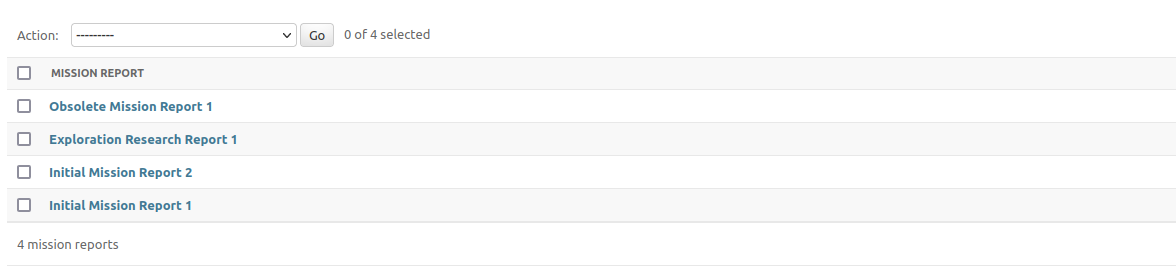 Action: --------- Go 0 of 4 selected
MISSION REPORT
Obsolete Mission Report 1
Exploration Research Report 1
Initial Mission Report 2
Initial Mission Report 1
4 mission reports